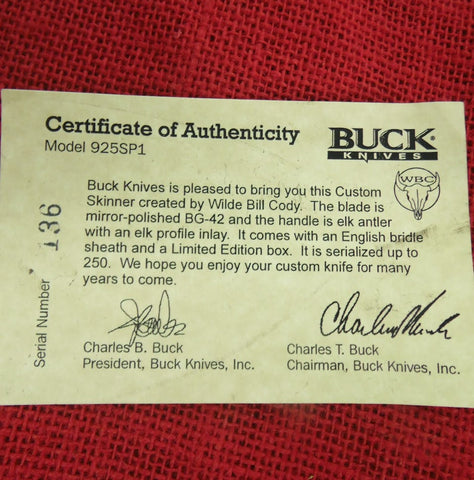 Certificate of Authenticity
Model 925SP1
BUCK®
KNIVES
WBC
Serial Number 136
Buck Knives is pleased to bring you this Custom
Skinner created by Wilde Bill Cody. The blade is
mirror-polished BG-42 and the handle is elk antler
with an elk profile inlay. It comes with an English bridle
sheath and a Limited Edition box. It is serialized up to
250. We hope you enjoy your custom knife for many
years to come.
Charles B. Buck
President, Buck Knives, Inc.
Charles T. Buck
Chairman, Buck Knives, Inc.